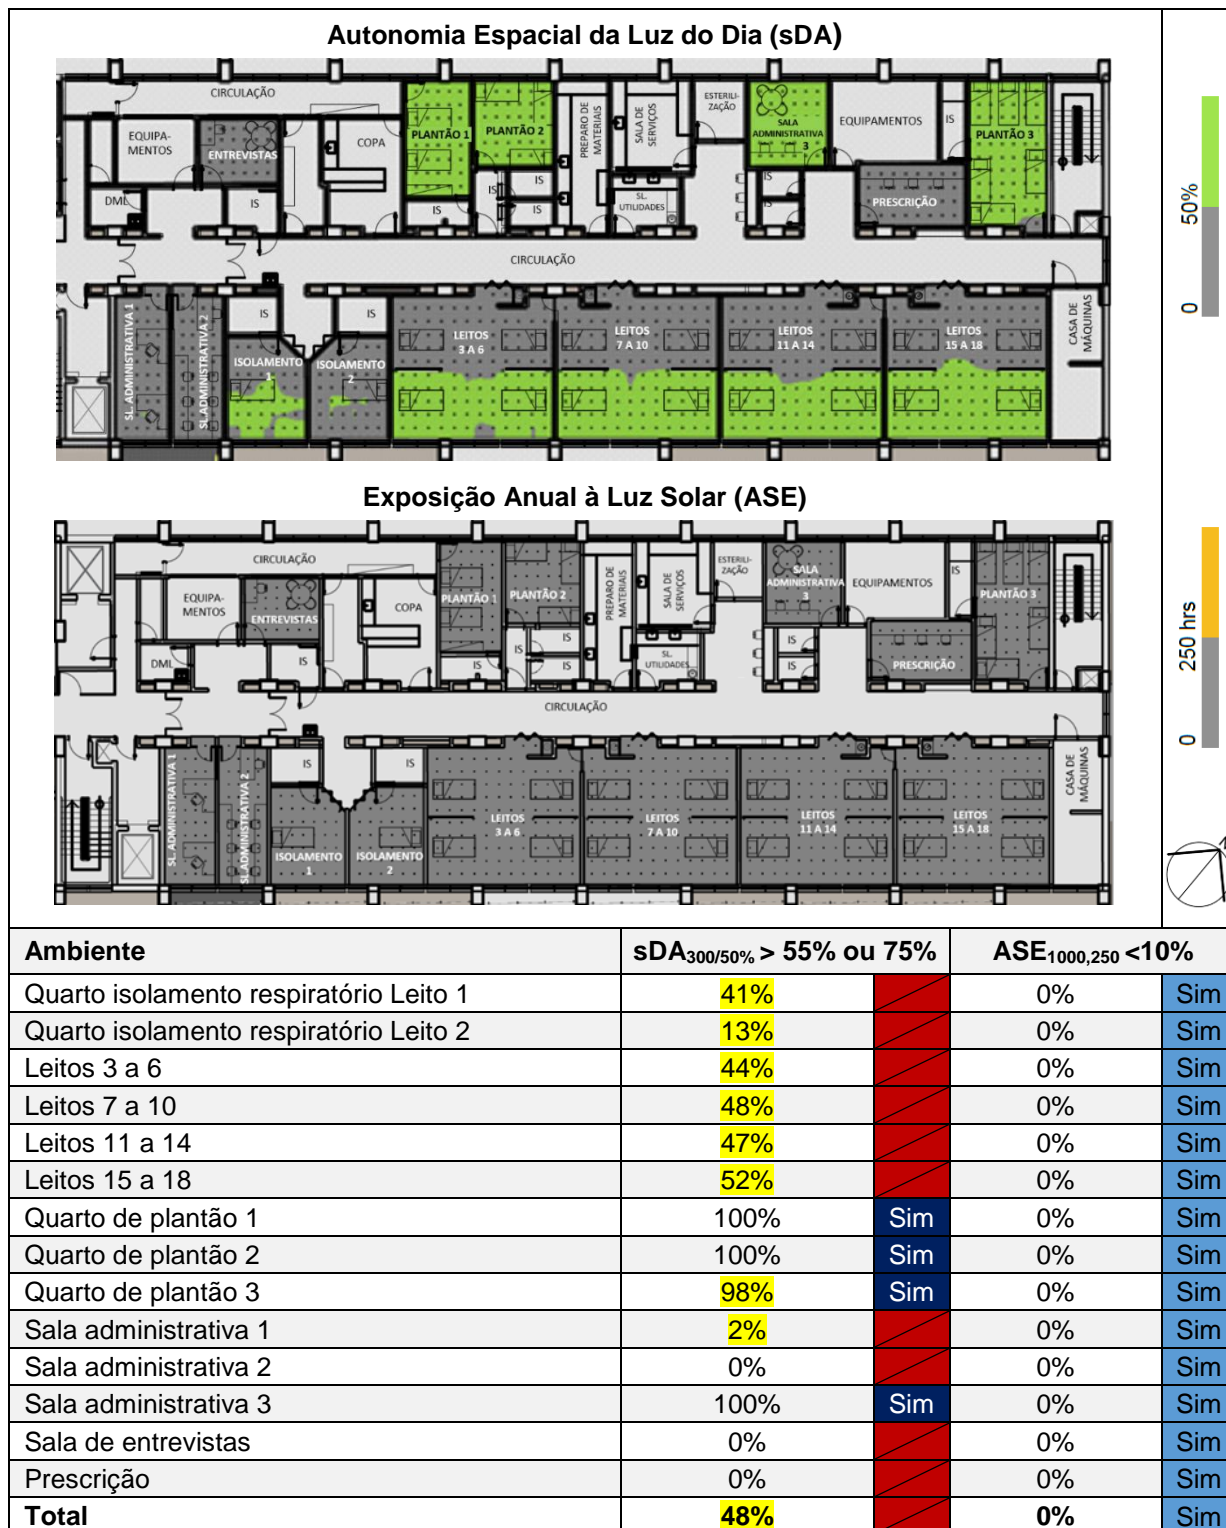 Autonomia Espacial da Luz do Dia (sDA)
CIRCULAÇÃO
EQUIPA-
MENTOS
ENTREVISTAS
COPA
PLANTÃO 1
PLANTÃO 2
PREPARO DE
MATERIAIS
SALA DE
SERVIÇOS
ESTERILI-
ZAÇÃO
SALA
ADMINISTRATIVA
3
EQUIPAMENTOS
IS
PLANTÃO 3
DML
IS
IS
IS
IS
IS
SL.
UTILIDADES
IS
IS
PRESCRIÇÃO
CIRCULAÇÃO
SL. ADMINISTRATIVA 1
SL.ADMINISTRATIVA 2
IS
IS
ISOLAMENTO
1
ISOLAMENTO
2
LEITOS
3 A 6
LEITOS
7 A 10
LEITOS
11 A 14
LEITOS
15 A 18
CASA DE
MÁQUINAS
50%
0
Exposição Anual à Luz Solar (ASE)
CIRCULAÇÃO
EQUIPA-
MENTOS
ENTREVISTAS
COPA
PLANTÃO 1
PLANTÃO 2
PREPARO DE
MATERIAIS
SALA DE
SERVIÇOS
ESTERILI-
ZAÇÃO
SALA
ADMINISTRATIVA
3
EQUIPAMENTOS
IS
PLANTÃO 3
DML
IS
IS
IS
IS
SL.
UTILIDADES
IS
IS
PRESCRIÇÃO
CIRCULAÇÃO
SL. ADMINISTRATIVA 1
SL.ADMINISTRATIVA 2
IS
IS
ISOLAMENTO
1
ISOLAMENTO
2
LEITOS
3 A 6
LEITOS
7 A 10
LEITOS
11 A 14
LEITOS
15 A 18
CASA DE
MÁQUINAS
250 hrs
0
Ambiente sDA300/50% > 55% ou 75% ASE1000,250 <10%
Quarto isolamento respiratório Leito 1 41% 0% Sim
Quarto isolamento respiratório Leito 2 13% 0% Sim
Leitos 3 a 6 44% 0% Sim
Leitos 7 a 10 48% 0% Sim
Leitos 11 a 14 47% 0% Sim
Leitos 15 a 18 52% 0% Sim
Quarto de plantão 1 100% Sim 0% Sim
Quarto de plantão 2 100% Sim 0% Sim
Quarto de plantão 3 98% Sim 0% Sim
Sala administrativa 1 2% 0% Sim
Sala administrativa 2 0% 0% Sim
Sala administrativa 3 100% Sim 0% Sim
Sala de entrevistas 0% 0% Sim
Prescrição 0% 0% Sim
Total 48% 0% Sim